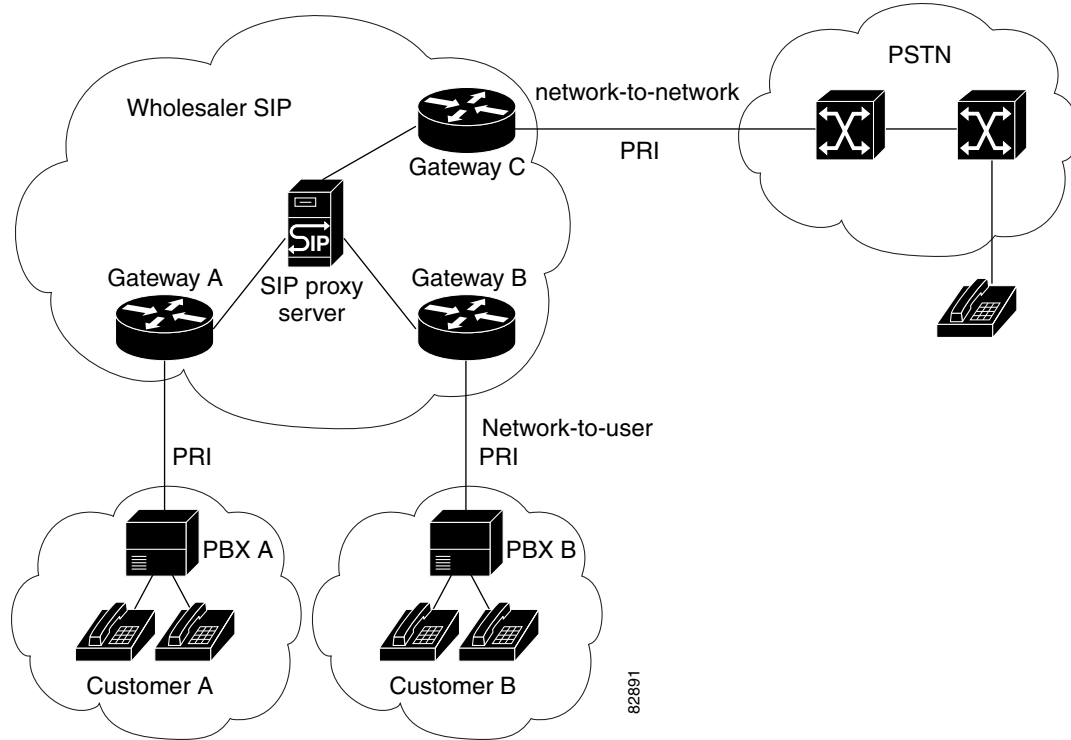 PSTN
Wholesaler SIP
network-to-network
PRI
Gateway C
SIP
Gateway A
SIP proxy
server
Gateway B
Network-to-user
PRI
PRI
PBX A
PBX B
Customer A
Customer B
82891